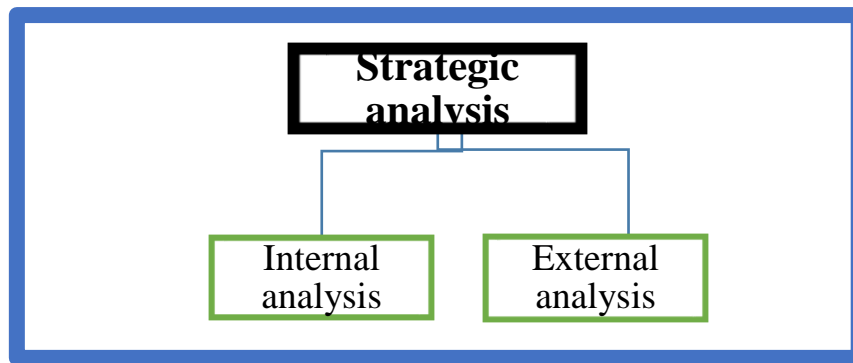 Strategic
analysis
Internal
analysis
External
analysis